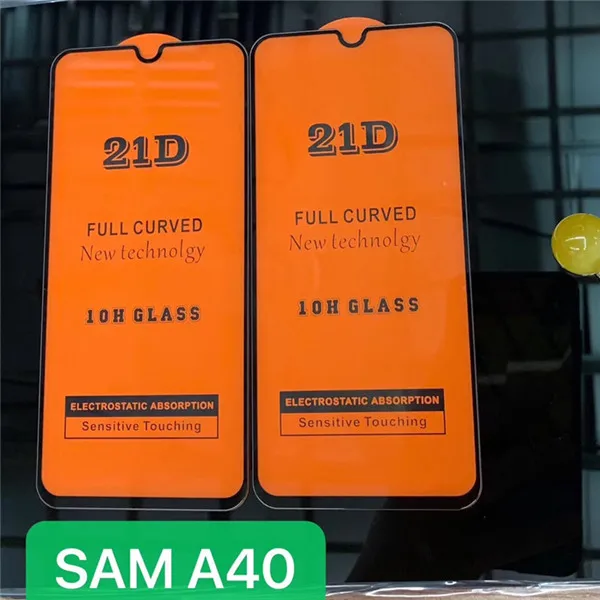 21D
FULL CURVED
New technolgy
10H GLASS
ELECTROSTATIC ABSORPTION
Sensitive Touching
21D
FULL CURVED
New technolgy
10H GLASS
ELECTROSTATIC ABSORPTION
Sensitive Touching
SAM A40